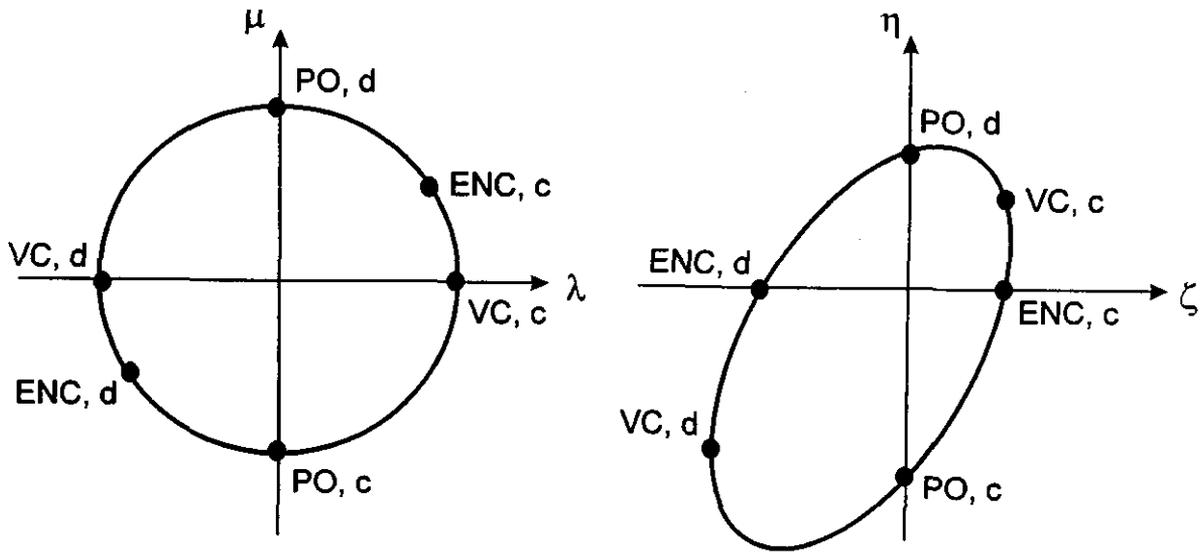 μ
PO, d
ENC, c
VC, d
λ
VC, c
ENC, d
PO, c
η
PO, d
VC, c
ENC, d
ζ
ENC, c
VC, d
PO, c